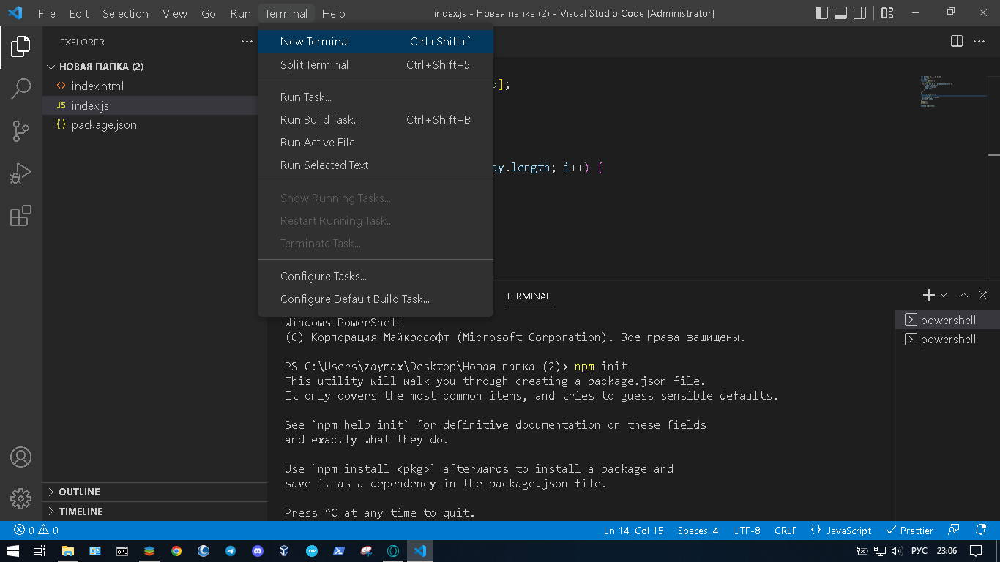 File Edit Selection View Go Run Terminal Help index.js - Новая папка (2) - Visual Studio Code [Administrator]
EXPLORER
НОВАЯ ПАПКА (2)
index.html
JS index.js
{} package.json
OUTLINE
TIMELINE
New Terminal Ctrl+Shift+`
Split Terminal Ctrl+Shift+5
Run Task...
Run Build Task... Ctrl+Shift+B
Run Active File
Run Selected Text
Show Running Tasks...
Restart Running Task...
Terminate Task...
Configure Tasks...
Configure Default Build Task...
];
.length; i++) {
TERMINAL
powershell
powershell
Windows PowerShell
(C) Корпорация Майкрософт (Microsoft Corporation). Все права защищены.
PS C:\Users\zaymax\Desktop\Новая папка (2)> npm init
This utility will walk you through creating a package.json file.
It only covers the most common items, and tries to guess sensible defaults.
See `npm help init` for definitive documentation on these fields
and exactly what they do.
Use `npm install <pkg>` afterwards to install a package and
save it as a dependency in the package.json file.
Press ^C at any time to quit.
0 0 Ln 14, Col 15 Spaces: 4 UTF-8 CRLF {} JavaScript Prettier
РУС 23:06